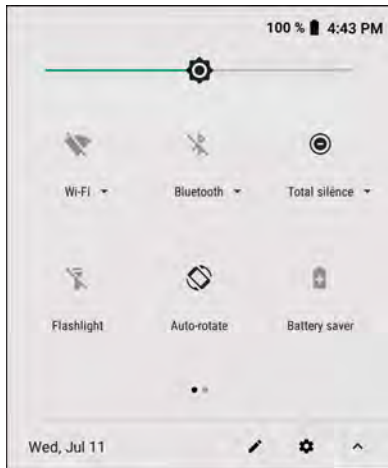 100 % 4:43 PM
Wi-Fi Bluetooth Total silence
Flashlight Auto-rotate Battery saver
Wed, Jul 11